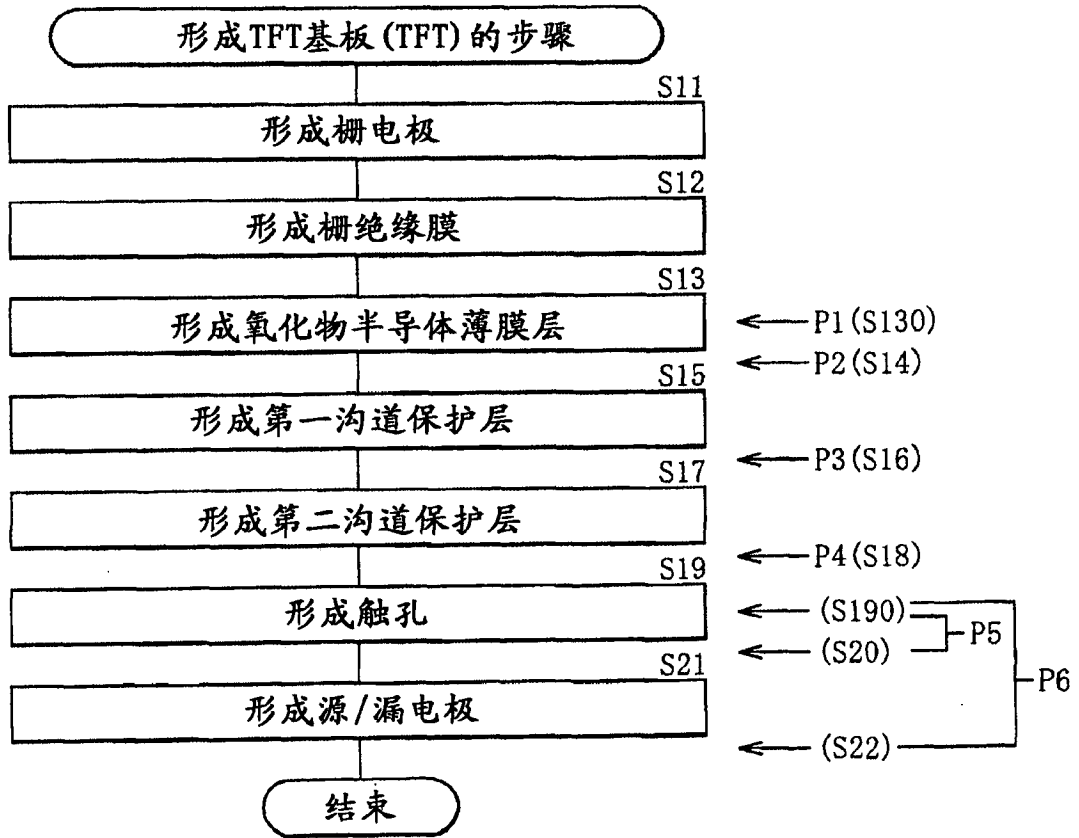 形成TFT基板(TFT)的步骤
S11
形成栅电极
S12
形成栅绝缘膜
S13
形成氧化物半导体薄膜层
P1(S130)
P2(S14)
S15
形成第一沟道保护层
P3(S16)
S17
形成第二沟道保护层
P4(S18)
S19
形成触孔
(S190)
P5
(S20)
S21
P6
形成源/漏电极
(S22)
结束